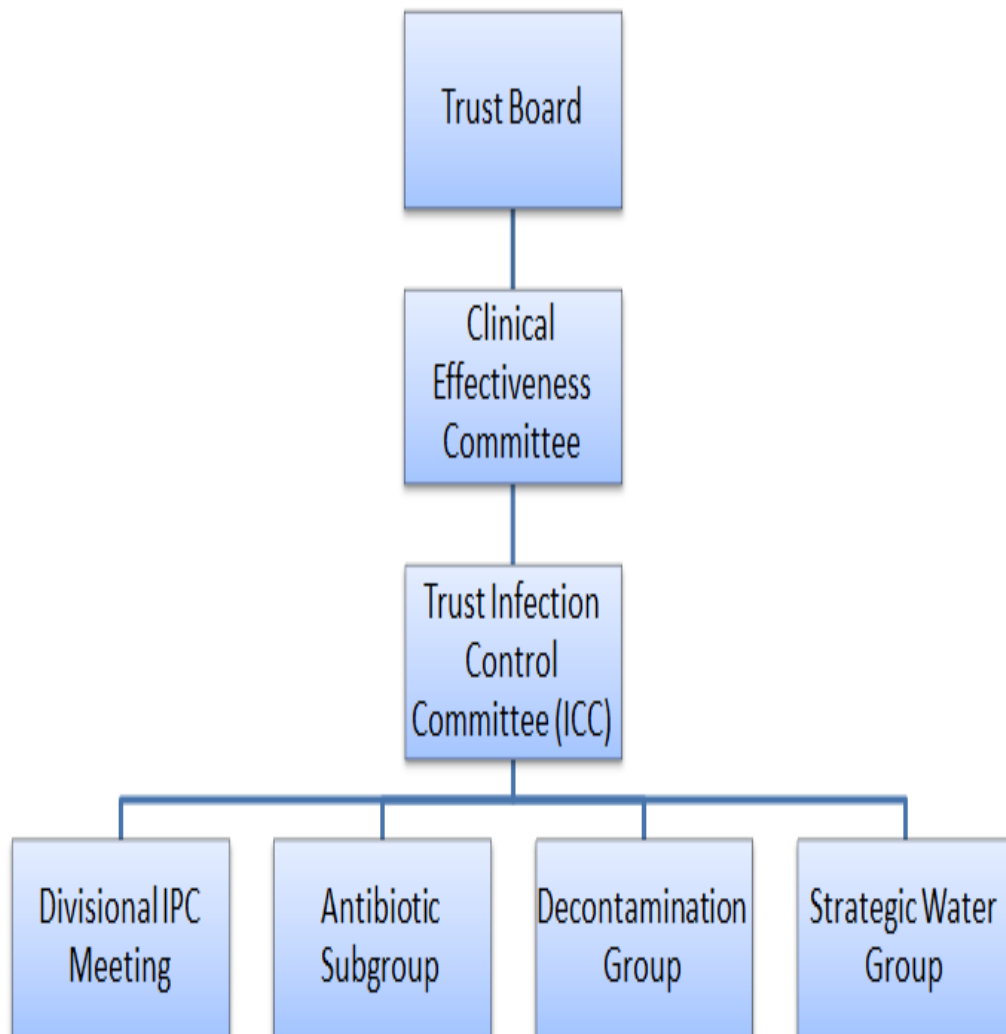 Trust Board
Clinical
Effectiveness
Committee
Trust Infection
Control
Committee (ICC)
Divisional IPC
Meeting
Antibiotic
Subgroup
Decontamination
Group
Strategic Water
Group